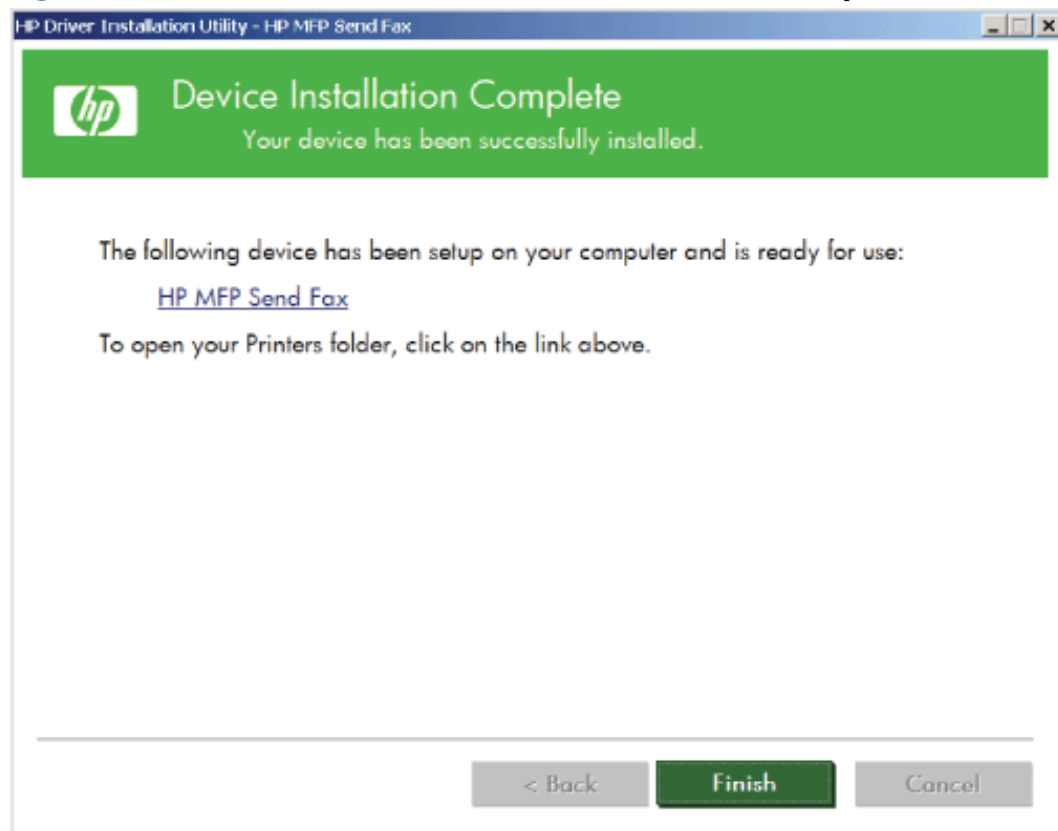 HP Driver Installation Utility - HP MFP Send Fax
hp
Device Installation Complete
Your device has been successfully installed.
The following device has been setup on your computer and is ready for use:
HP MFP Send Fax
To open your Printers folder, click on the link above.
< Back
Finish
Cancel